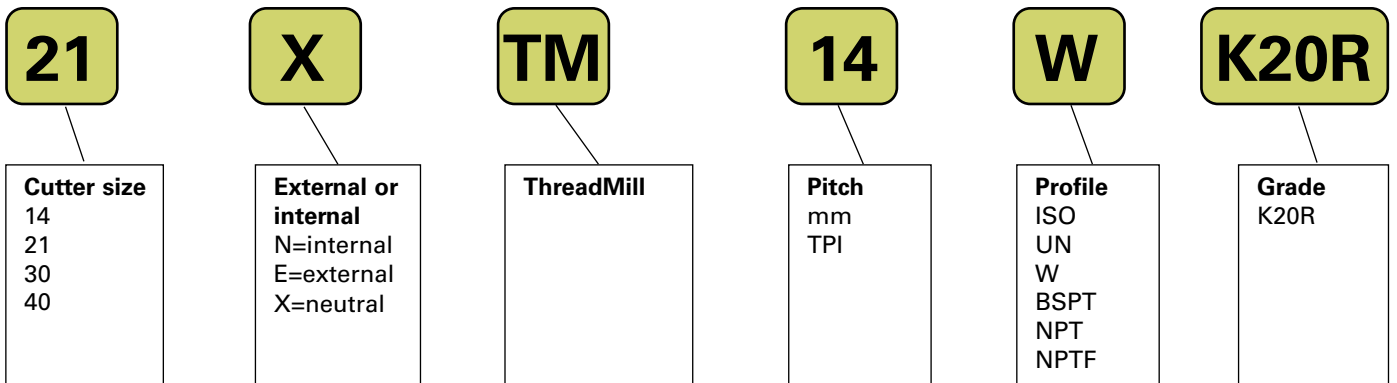 21
X
TM
14
W
K20R
Cutter size
14
21
30
40
External or
internal
N=internal
E=external
X=neutral
ThreadMill
Pitch
mm
TPI
Profile
ISO
UN
W
BSPT
NPT
NPTF
Grade
K20R